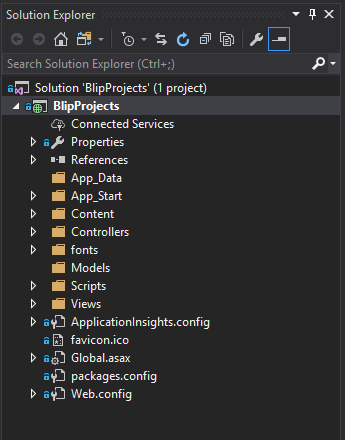 Solution Explorer
Search Solution Explorer (Ctrl+;)
Solution 'BlipProjects' (1 project)
BlipProjects
Connected Services
Properties
References
App_Data
App_Start
Content
Controllers
fonts
Models
Scripts
Views
ApplicationInsights.config
favicon.ico
Global.asax
packages.config
Web.config